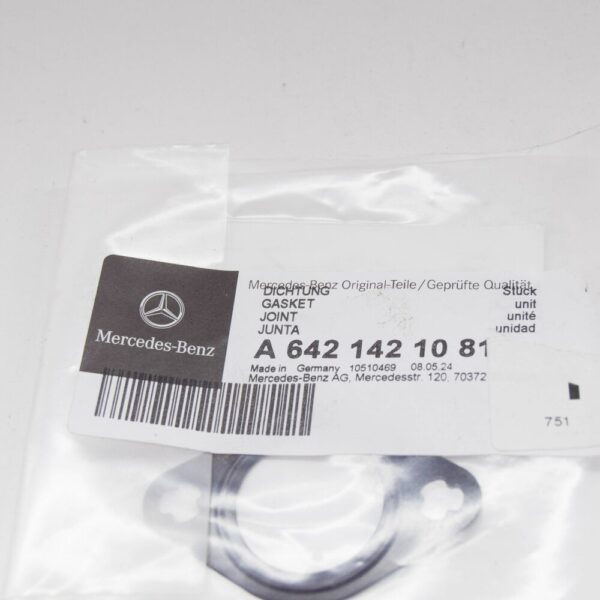 Mercedes-Benz Original-Teile/Geprüfte Qualität
DICHTUNG Stück
GASKET unit
JOINT unité
JUNTA unidad
Mercedes-Benz
A 642 142 10 81
Made in Germany 10510469 08.05.24
Mercedes-Benz AG, Mercedesstr. 120, 70372
751